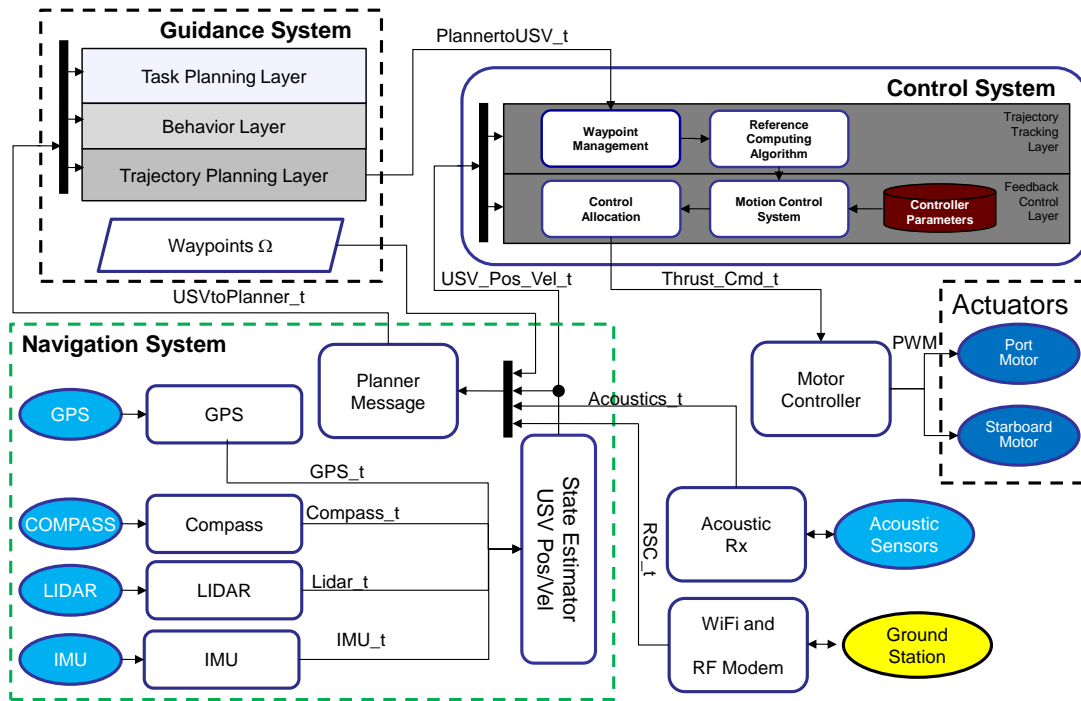 Guidance System
Task Planning Layer
Behavior Layer
Trajectory Planning Layer
Waypoints Ω
PlannertoUSV_t
Control System
Trajectory
Tracking
Layer
Waypoint
Management
Reference
Computing
Algorithm
Feedback
Control
Layer
Control
Allocation
Motion Control
System
Controller
Parameters
USVtoPlanner_t
USV_Pos_Vel_t
Thrust_Cmd_t
Actuators
PWM
Port
Motor
Starboard
Motor
Motor
Controller
Navigation System
Planner
Message
GPS
GPS
GPS_t
Acoustics_t
COMPASS
Compass
Compass_t
LIDAR
LIDAR
Lidar_t
IMU
IMU
IMU_t
State Estimator
USV Pos/Vel
RSC_t
Acoustic
Rx
Acoustic
Sensors
WiFi and
RF Modem
Ground
Station